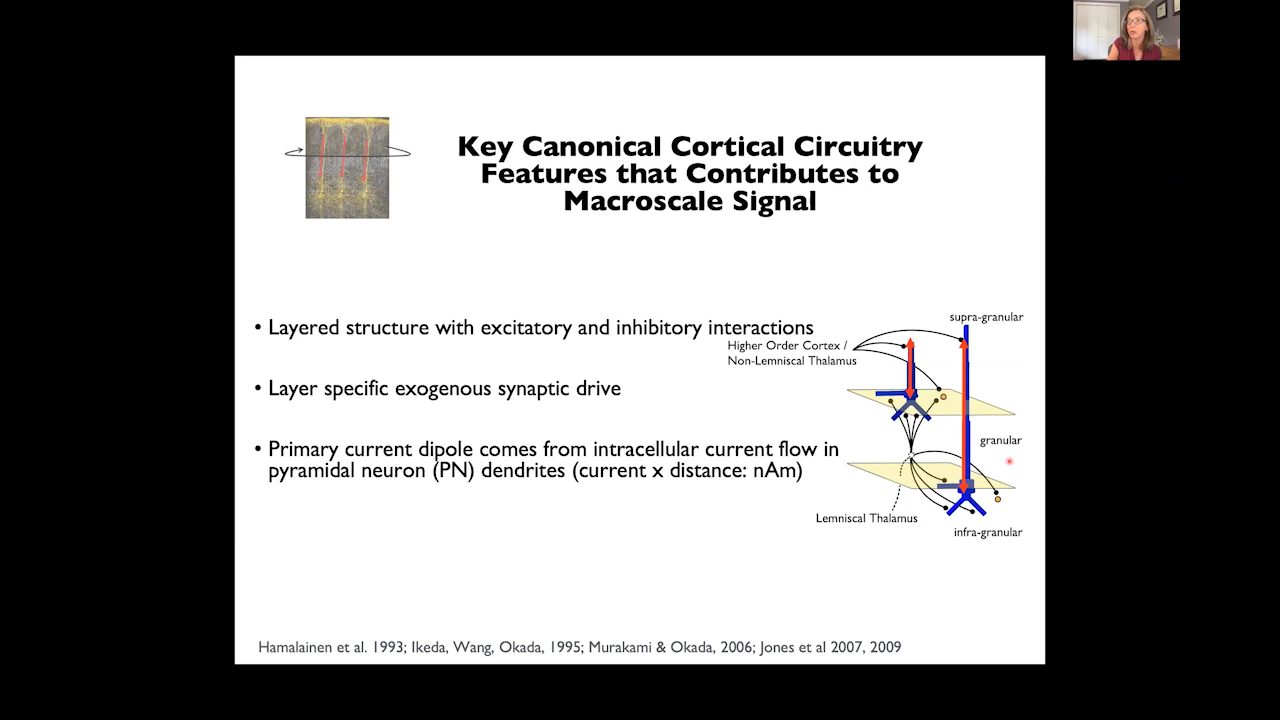 Key Canonical Cortical Circuitry
Features that Contributes to
Macroscale Signal
• Layered structure with excitatory and inhibitory interactions
• Layer specific exogenous synaptic drive
• Primary current dipole comes from intracellular current flow in
pyramidal neuron (PN) dendrites (current x distance: nAm)
supra-granular
Higher Order Cortex /
Non-Lemniscal Thalamus
granular
Lemniscal Thalamus
infra-granular
Hamalainen et al. 1993; Ikeda, Wang, Okada, 1995; Murakami & Okada, 2006; Jones et al 2007, 2009